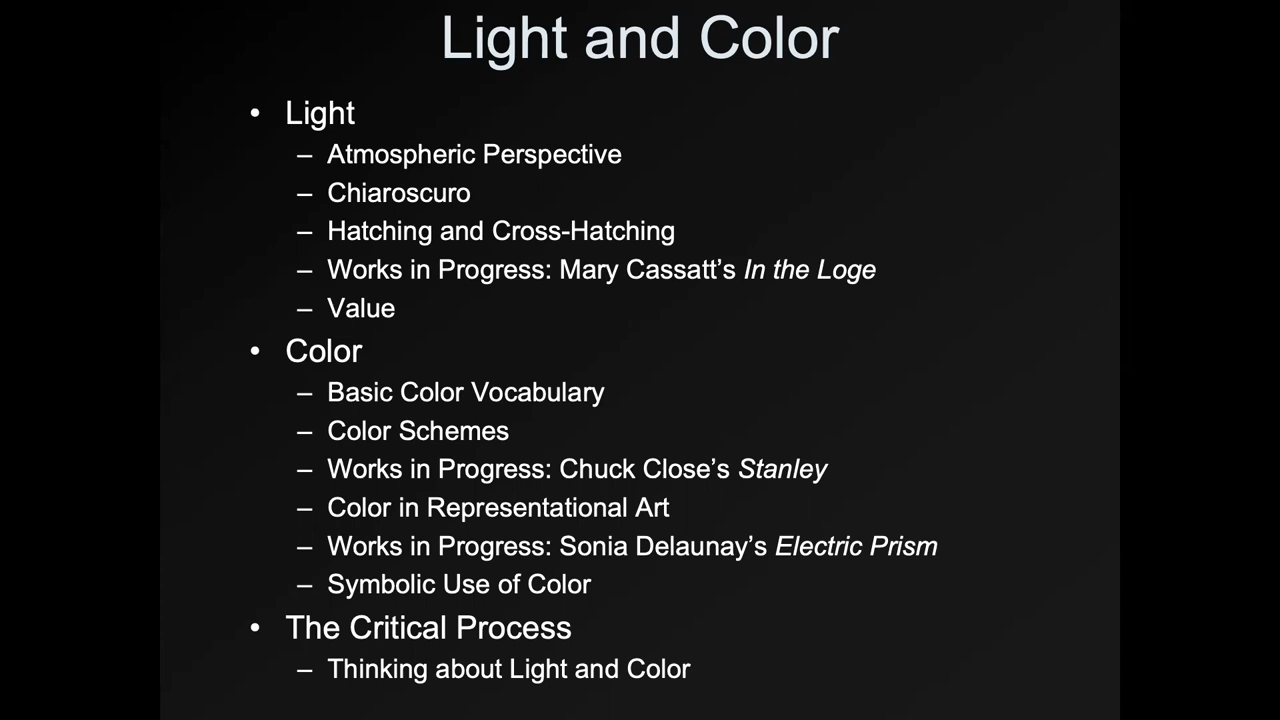 Light and Color
• Light
– Atmospheric Perspective
– Chiaroscuro
– Hatching and Cross-Hatching
– Works in Progress: Mary Cassatt’s In the Loge
– Value
• Color
– Basic Color Vocabulary
– Color Schemes
– Works in Progress: Chuck Close’s Stanley
– Color in Representational Art
– Works in Progress: Sonia Delaunay’s Electric Prism
– Symbolic Use of Color
• The Critical Process
– Thinking about Light and Color